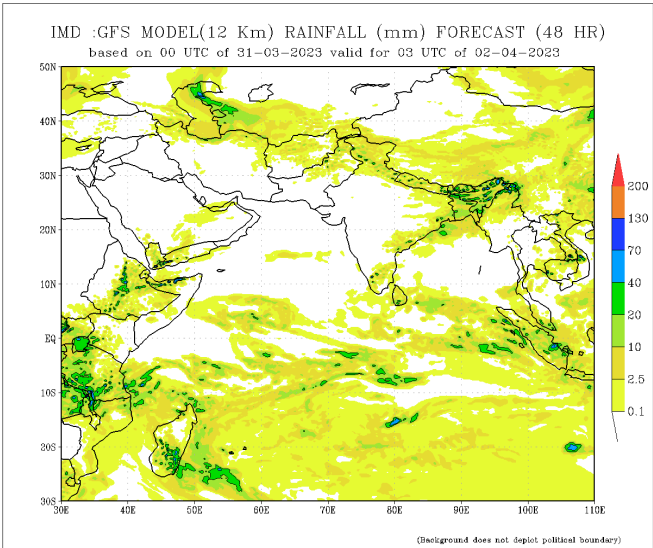 IMD :GFS MODEL(12 Km) RAINFALL (mm) FORECAST (48 HR)
based on 00 UTC of 31-03-2023 valid for 03 UTC of 02-04-2023
50N
40N
30N
20N
10N
EQ
10S
20S
30S
30E 40E 50E 60E 70E 80E 90E 100E 110E
200
130
70
40
20
10
2.5
0.1
(Background does not depict political boundary)